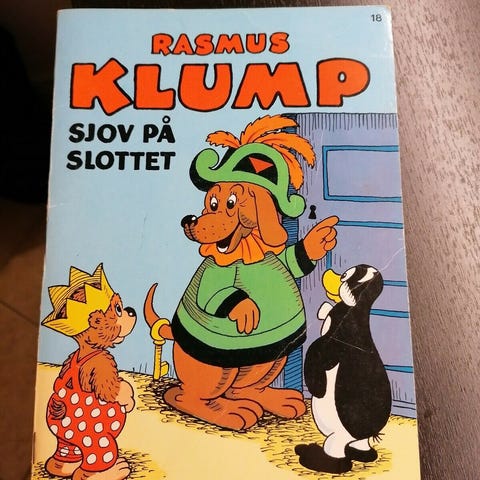 18
RASMUS
KLUMP
SJOV PÅ
SLOTTET